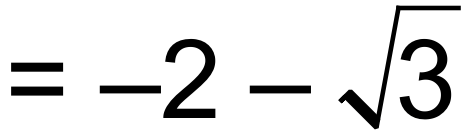 = −2 − √3